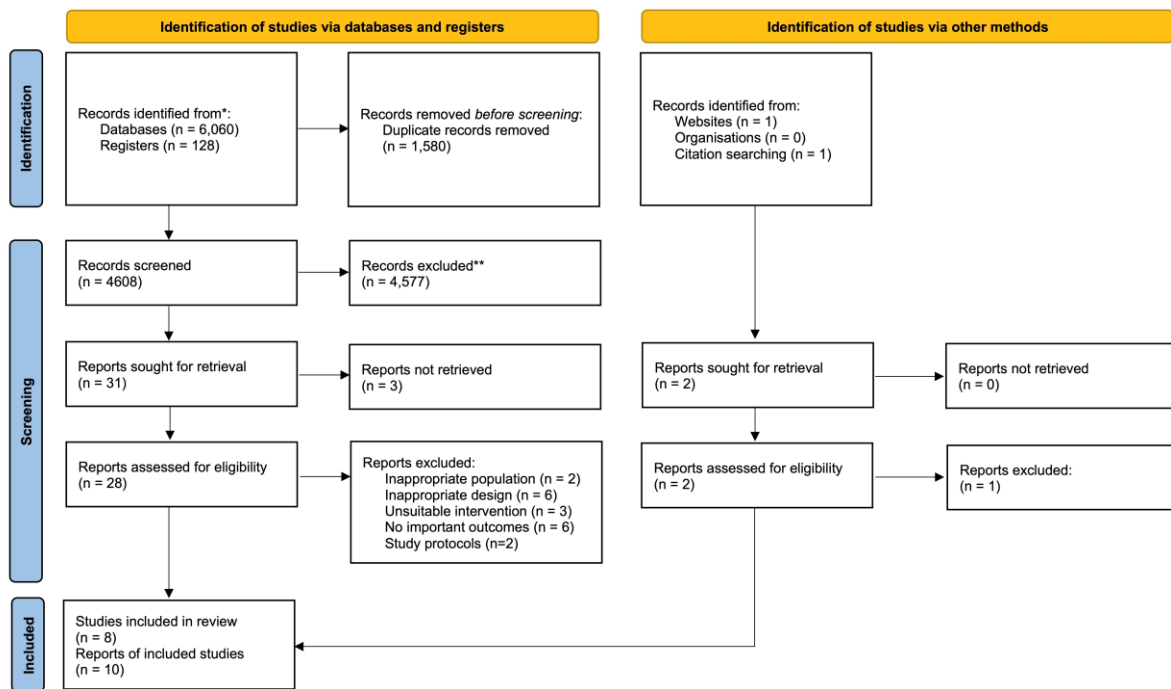 Identification of studies via databases and registers
Identification of studies via other methods
Identification
Records identified from*:
Databases (n = 6,060)
Registers (n = 128)
Records removed before screening:
Duplicate records removed
(n = 1,580)
Records identified from:
Websites (n = 1)
Organisations (n = 0)
Citation searching (n = 1)
Screening
Records screened
(n = 4608)
Records excluded**
(n = 4,577)
Reports sought for retrieval
(n = 31)
Reports not retrieved
(n = 3)
Reports sought for retrieval
(n = 2)
Reports not retrieved
(n = 0)
Reports assessed for eligibility
(n = 28)
Reports excluded:
Inappropriate population (n = 2)
Inappropriate design (n = 6)
Unsuitable intervention (n = 3)
No important outcomes (n = 6)
Study protocols (n=2)
Reports assessed for eligibility
(n = 2)
Reports excluded:
(n = 1)
Included
Studies included in review
(n = 8)
Reports of included studies
(n = 10)